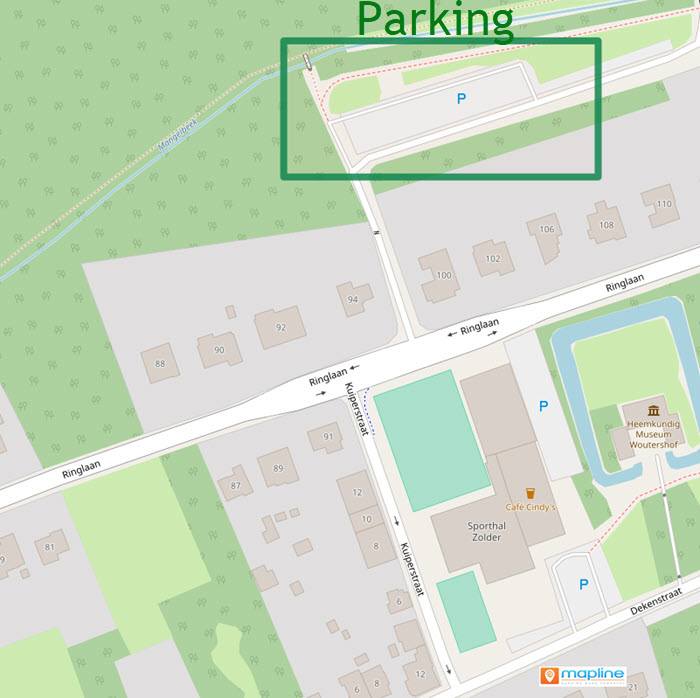 Parking
P
Mangelbeek
110
108
106
102
100
94
92
90
88
Ringlaan
Ringlaan
Ringlaan
Ringlaan
Kuiperstraat
P
Heemkundig
Museum
Woutershof
91
89
87
81
9
12
10
8
Café Cindy's
Sporthal
Zolder
Kuiperstraat
P
Dekenstraat
6
6
8
12
21
mapline